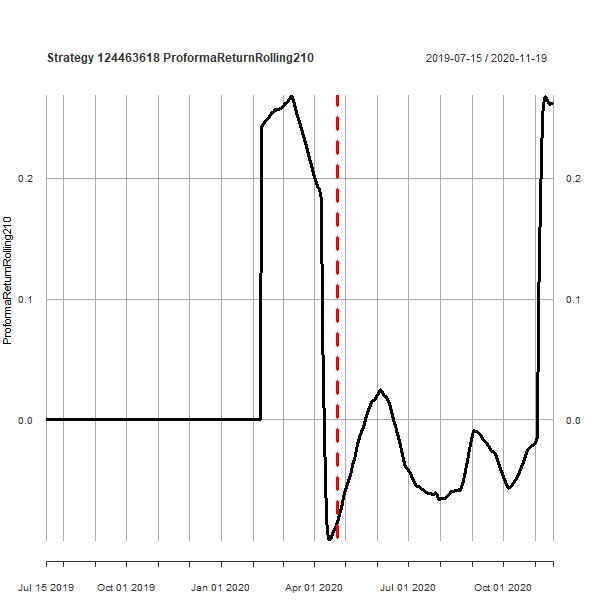 Strategy 124463618 ProformaReturnRolling210
2019-07-15 / 2020-11-19
ProformaReturnRolling210
0.2
0.2
0.1
0.1
0.0
0.0
Jul 15 2019
Oct 01 2019
Jan 01 2020
Apr 01 2020
Jul 01 2020
Oct 01 2020